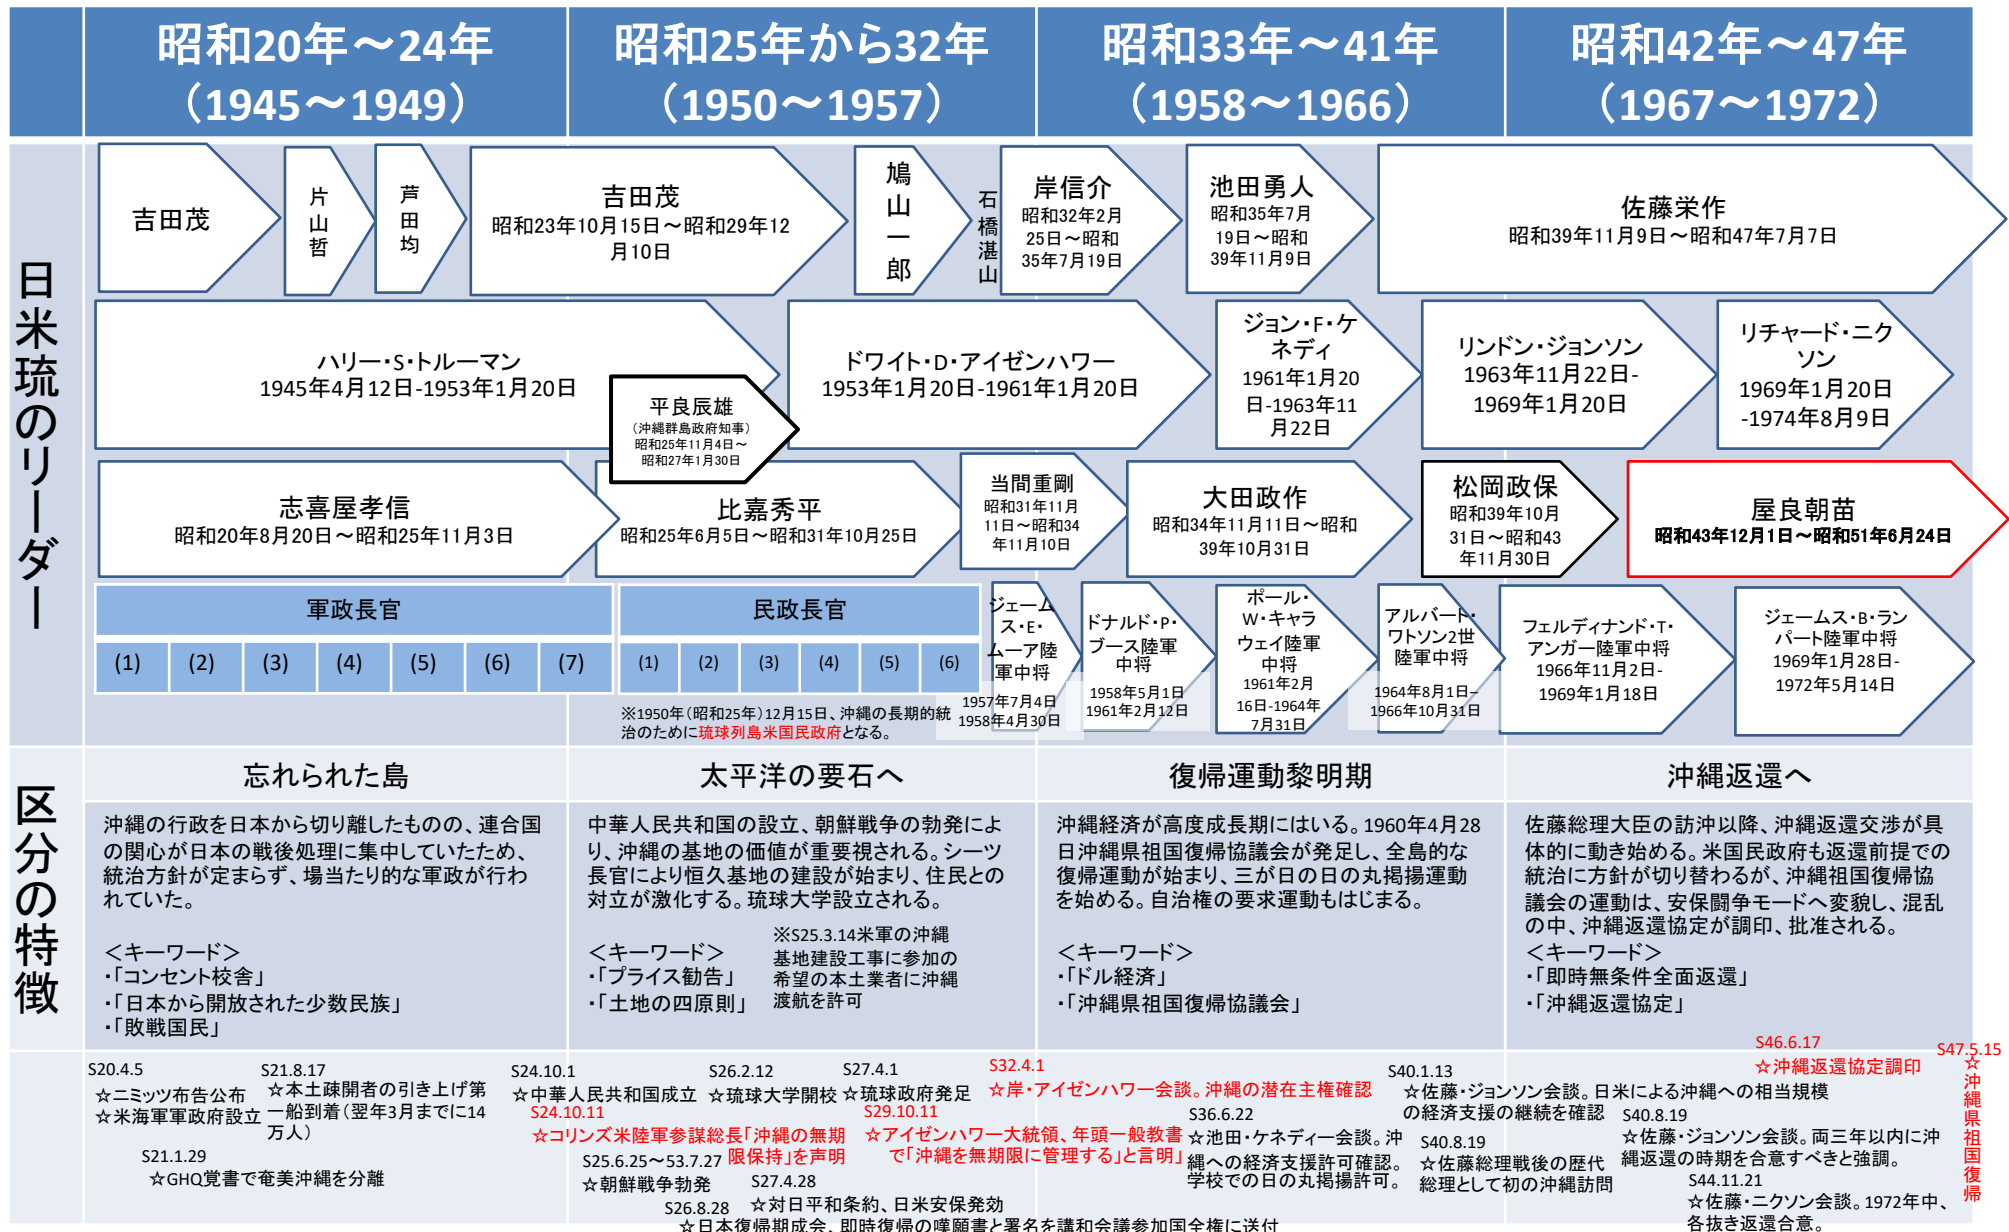 昭和20年～24年
（1945～1949）
昭和25年から32年
（1950～1957）
昭和33年～41年
（1958～1966）
昭和42年～47年
（1967～1972）
日米琉のリーダー
吉田茂
片山哲
芦田均
吉田茂
昭和23年10月15日～昭和29年12
月10日
鳩山一郎
石橋湛山
岸信介
昭和32年2月
25日～昭和
35年7月19日
池田勇人
昭和35年7月
19日～昭和
39年11月9日
佐藤栄作
昭和39年11月9日～昭和47年7月7日
ハリー・S・トルーマン
1945年4月12日-1953年1月20日
ドワイト・D・アイゼンハワー
1953年1月20日-1961年1月20日
ジョン・F・ケ
ネディ
1961年1月20
日-1963年11
月22日
リンドン・ジョンソン
1963年11月22日-
1969年1月20日
リチャード・ニク
ソン
1969年1月20日
-1974年8月9日
平良辰雄
（沖縄群島政府知事）
昭和25年11月4日～
昭和27年1月30日
志喜屋孝信
昭和20年8月20日～昭和25年11月3日
比嘉秀平
昭和25年6月5日～昭和31年10月25日
当間重剛
昭和31年11月
11日～昭和34
年11月10日
大田政作
昭和34年11月11日～昭和
39年10月31日
松岡政保
昭和39年10月
31日～昭和43
年11月30日
屋良朝苗
昭和43年12月1日～昭和51年6月24日
軍政長官
(1) (2) (3) (4) (5) (6) (7)
民政長官
(1) (2) (3) (4) (5) (6)
※1950年（昭和25年）12月15日、沖縄の長期的統
治のために琉球列島米国民政府となる。
ジェーム
ス・E・
ムーア陸
軍中将
1957年7月4日
1958年4月30日
ドナルド・P・
ブース陸軍
中将
1958年5月1日
1961年2月12日
ポール・
W・キャラ
ウェイ陸軍
中将
1961年2月
16日-1964年
7月31日
アルバート・
ワトソン2世
陸軍中将
1964年8月1日–
1966年10月31日
フェルディナンド・T・
アンガー陸軍中将
1966年11月2日-
1969年1月18日
ジェームス・B・ラン
パート陸軍中将
1969年1月28日-
1972年5月14日
区分の特徴
忘れられた島
沖縄の行政を日本から切り離したものの、連合国
の関心が日本の戦後処理に集中していたため、
統治方針が定まらず、場当たり的な軍政が行わ
れていた。
＜キーワード＞
・「コンセント校舎」
・「日本から開放された少数民族」
・「敗戦国民」
太平洋の要石へ
中華人民共和国の設立、朝鮮戦争の勃発によ
り、沖縄の基地の価値が重要視される。シーツ
長官により恒久基地の建設が始まり、住民との
対立が激化する。琉球大学設立される。
＜キーワード＞
・「プライス勧告」
・「土地の四原則」
※S25.3.14米軍の沖縄
基地建設工事に参加の
希望の本土業者に沖縄
渡航を許可
復帰運動黎明期
沖縄経済が高度成長期にはいる。1960年4月28
日沖縄県祖国復帰協議会が発足し、全島的な
復帰運動が始まり、三が日の日の丸掲揚運動
を始める。自治権の要求運動もはじまる。
＜キーワード＞
・「ドル経済」
・「沖縄県祖国復帰協議会」
沖縄返還へ
佐藤総理大臣の訪沖以降、沖縄返還交渉が具
体的に動き始める。米国民政府も返還前提での
統治に方針が切り替わるが、沖縄祖国復帰協
議会の運動は、安保闘争モードへ変貌し、混乱
の中、沖縄返還協定が調印、批准される。
＜キーワード＞
・「即時無条件全面返還」
・「沖縄返還協定」
S20.4.5
☆ニミッツ布告公布
☆米海軍軍政府設立
S21.8.17
☆本土疎開者の引き上げ第
一船到着（翌年3月までに14
万人）
S21.1.29
☆GHQ覚書で奄美沖縄を分離
S24.10.1
☆中華人民共和国成立
S24.10.11
☆コリンズ米陸軍参謀総長「沖縄の無期
限保持」を声明
S25.6.25～53.7.27
☆朝鮮戦争勃発
S26.2.12
☆琉球大学開校
S26.8.28
☆日本復帰期成会、即時復帰の嘆願書と署名を講和会議参加国全権に送付
S27.4.1
☆琉球政府発足
S27.4.28
☆対日平和条約、日米安保発効
S29.10.11
☆アイゼンハワー大統領、年頭一般教書
で「沖縄を無期限に管理する」と言明」
S32.4.1
☆岸・アイゼンハワー会談。沖縄の潜在主権確認
S36.6.22
☆池田・ケネディー会談。沖
縄への経済支援許可確認。
学校での日の丸掲揚許可。
S40.1.13
☆佐藤・ジョンソン会談。日米による沖縄への相当規模
の経済支援の継続を確認
S40.8.19
☆佐藤総理戦後の歴代
総理として初の沖縄訪問
S40.8.19
☆佐藤・ジョンソン会談。両三年以内に沖
縄返還の時期を合意すべきと強調。
S44.11.21
☆佐藤・ニクソン会談。1972年中、
各抜き返還合意。
S46.6.17
☆沖縄返還協定調印
S47.5.15
☆沖縄県祖国復帰